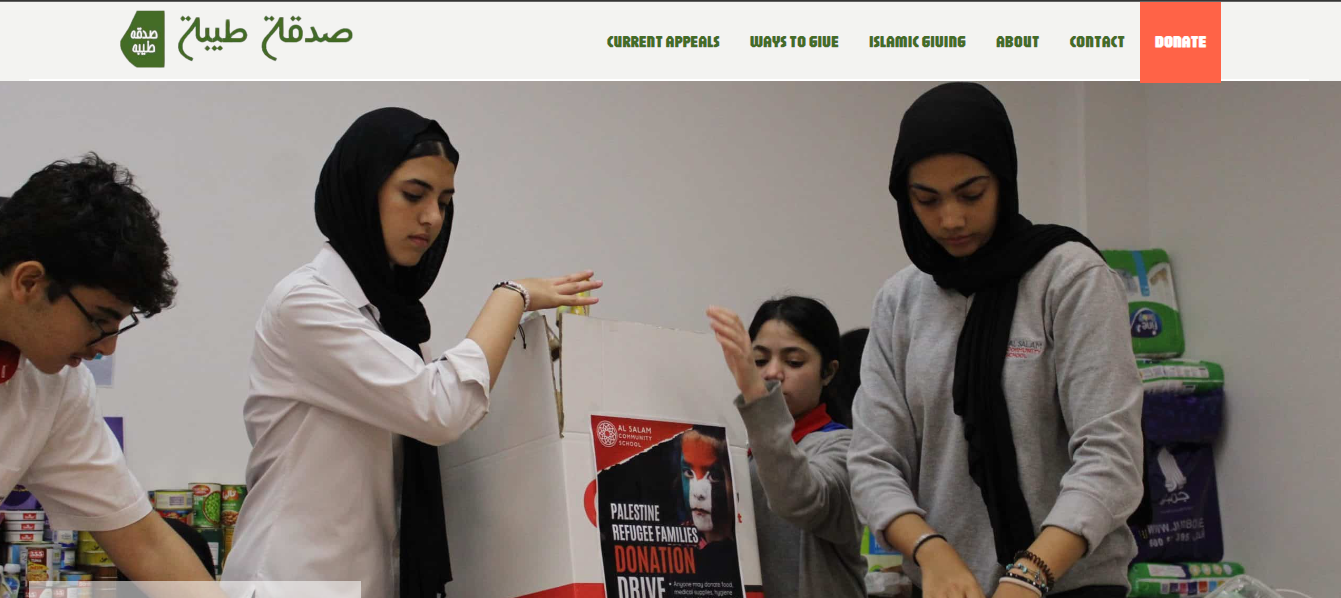 صدقه
طيبه
صدقة طيبة
CURRENT APPEALS
WAYS TO GIVE
ISLAMIC GIVING
ABOUT
CONTACT
DONATE
AL SALAM
COMMUNITY
SCHOOL
AL SALAM
COMMUNITY
SCHOOL
PALESTINE
REFUGEE FAMILIES
DONATION
DRIVE
• Anyone may donate food,
medical supplies, hygiene